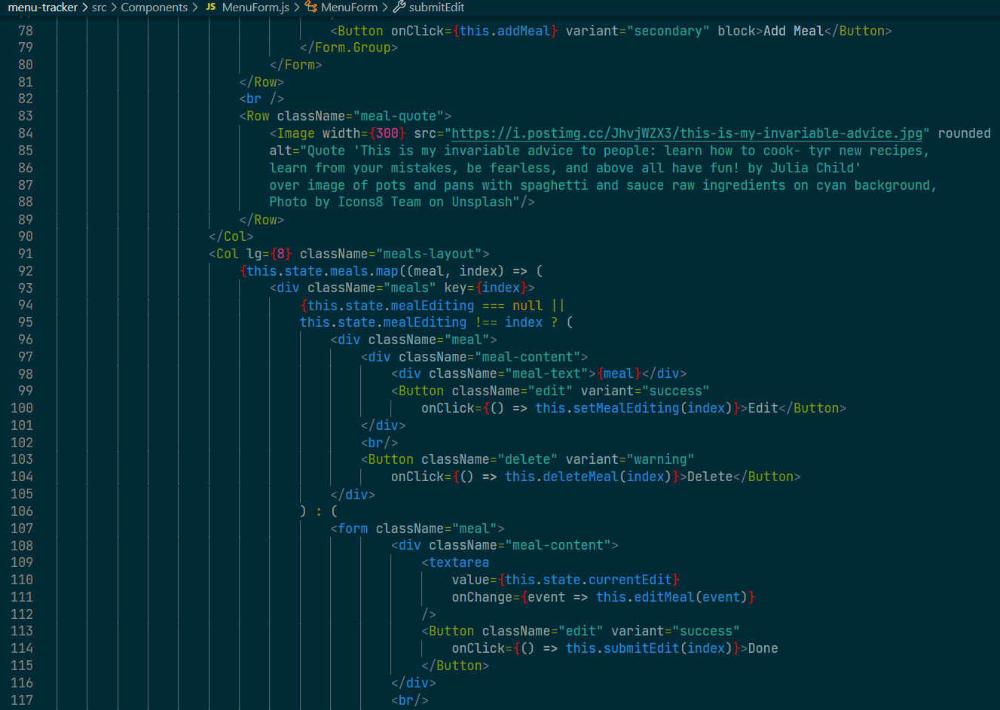 menu-tracker > src > Components > JS MenuForm.js > MenuForm > submitEdit
78 <Button onClick={this.addMeal} variant="secondary" block>Add Meal</Button>
79 </Form.Group>
80 </Form>
81 </Row>
82 <br />
83 <Row className="meal-quote">
84 <Image width={300} src="https://i.postimg.cc/JhvjWZX3/this-is-my-invariable-advice.jpg" rounded
85 alt="Quote 'This is my invariable advice to people: learn how to cook- tyr new recipes,
86 learn from your mistakes, be fearless, and above all have fun! by Julia Child'
87 over image of pots and pans with spaghetti and sauce raw ingredients on cyan background,
88 Photo by Icons8 Team on Unsplash"/>
89 </Row>
90 </Col>
91 <Col lg={8} className="meals-layout">
92 {this.state.meals.map((meal, index) => (
93 <div className="meals" key={index}>
94 {this.state.mealEditing === null ||
95 this.state.mealEditing !== index ? (
96 <div className="meal">
97 <div className="meal-content">
98 <div className="meal-text">{meal}</div>
99 <Button className="edit" variant="success"
100 onClick={() => this.setMealEditing(index)}>Edit</Button>
101 </div>
102 <br/>
103 <Button className="delete" variant="warning"
104 onClick={() => this.deleteMeal(index)}>Delete</Button>
105 </div>
106 ) : (
107 <form className="meal">
108 <div className="meal-content">
109 <textarea
110 value={this.state.currentEdit}
111 onChange={event => this.editMeal(event)}
112 />
113 <Button className="edit" variant="success"
114 onClick={() => this.submitEdit(index)}>Done
115 </Button>
116 </div>
117 <br/>